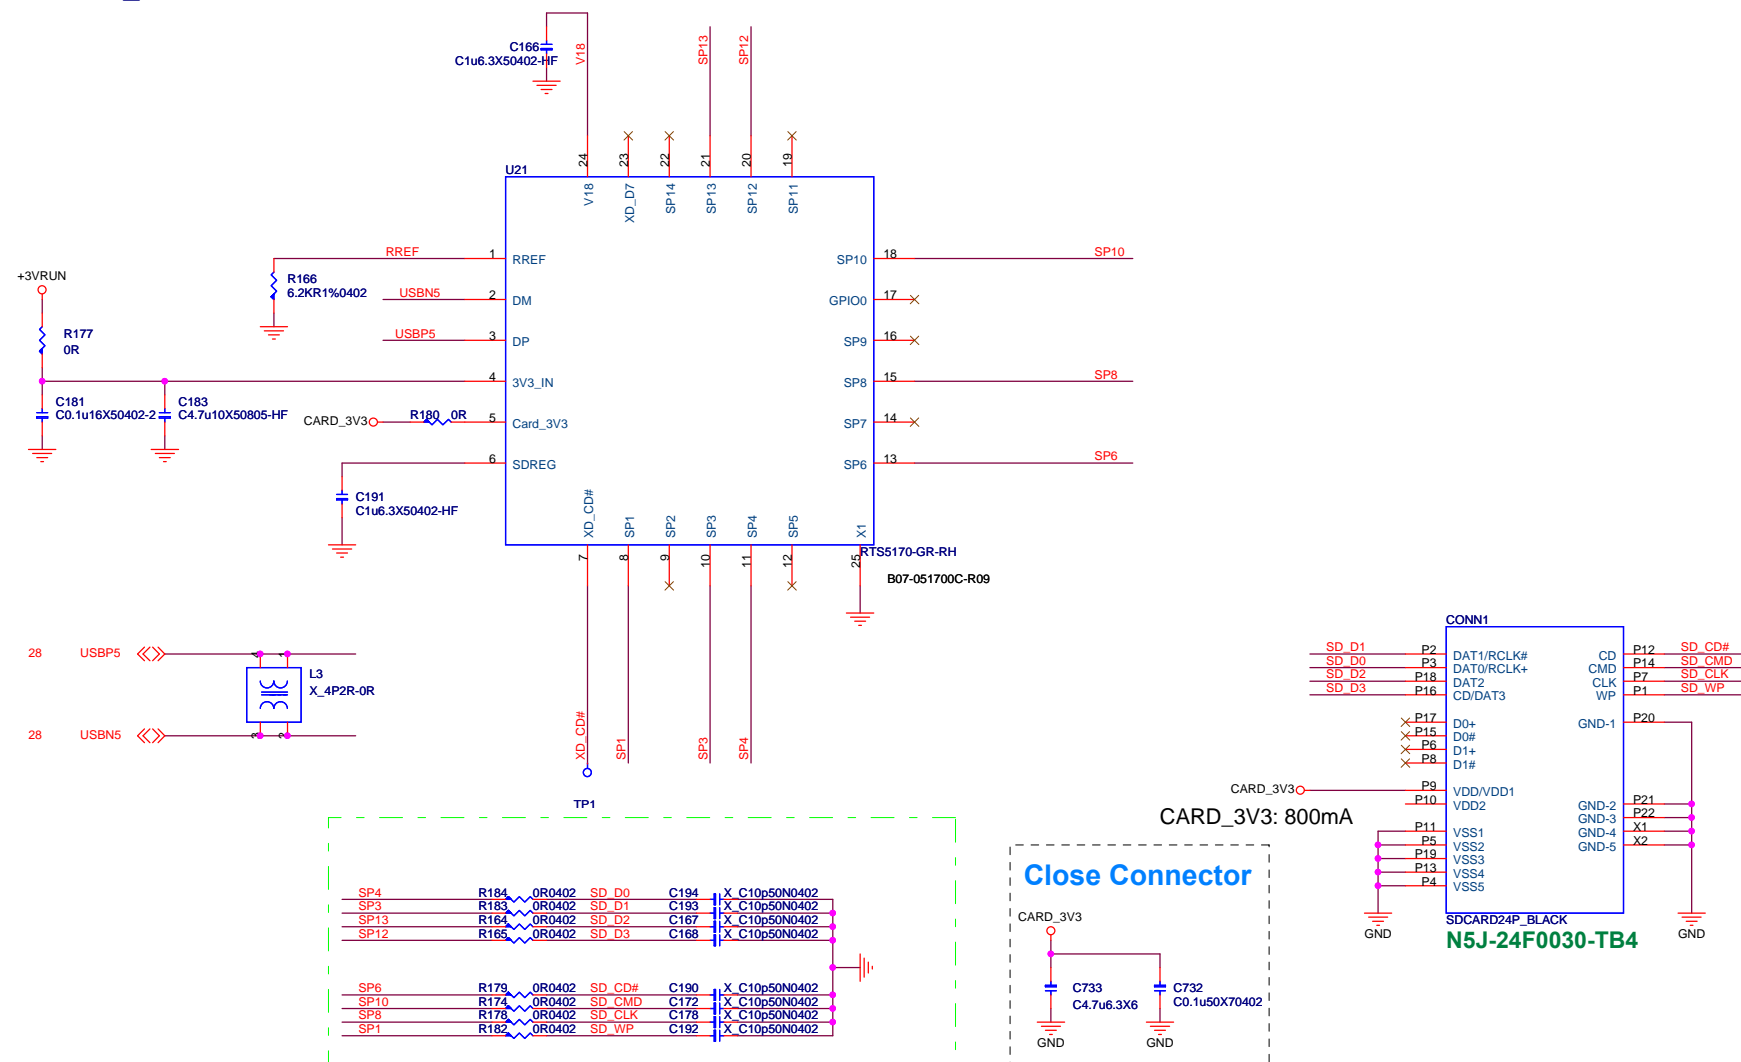 C166
C1u6.3X50402-HF
V18
SP13
SP12
24
23
22
21
20
19
U21
V18
XD_D7
SP14
SP13
SP12
SP11
+3VRUN
R177
0R
RREF
R166
6.2KR1%0402
USBN5
USBP5
1
RREF
2
DM
3
DP
4
3V3_IN
5
Card_3V3
6
SDREG
C181
C0.1u16X50402-2
C183
C4.7u10X50805-HF
CARD_3V3
R180
0R
C191
C1u6.3X50402-HF
SP10
18
SP10
GPIO0
17
SP9
16
SP8
15
SP8
SP7
14
SP6
13
SP6
XD_CD#
SP1
SP2
SP3
SP4
SP5
X1
7
8
9
10
11
12
25
RTS5170-GR-RH
B07-051700C-R09
XD_CD#
SP1
SP3
SP4
TP1
28
USBP5
4
1
L3
X_4P2R-0R
28
USBN5
3
2
CONN1
SD_D1
P2
DAT1/RCLK#
CD
P12
SD_CD#
SD_D0
P3
DAT0/RCLK+
CMD
P14
SD_CMD
SD_D2
P18
DAT2
CLK
P7
SD_CLK
SD_D3
P16
CD/DAT3
WP
P1
SD_WP
P17
D0+
GND-1
P20
P15
D0#
P6
D1+
P8
D1#
CARD_3V3
P9
VDD/VDD1
P10
VDD2
GND-2
P21
GND-3
P22
GND-4
X1
GND-5
X2
CARD_3V3: 800mA
P11
VSS1
P5
VSS2
P19
VSS3
P13
VSS4
P4
VSS5
SDCARD24P_BLACK
N5J-24F0030-TB4
GND
GND
SP4 R184 0R0402 SD_D0 C194 X_C10p50N0402
SP3 R183 0R0402 SD_D1 C193 X_C10p50N0402
SP13 R164 0R0402 SD_D2 C167 X_C10p50N0402
SP12 R165 0R0402 SD_D3 C168 X_C10p50N0402
SP6 R179 0R0402 SD_CD# C190 X_C10p50N0402
SP10 R174 0R0402 SD_CMD C172 X_C10p50N0402
SP8 R178 0R0402 SD_CLK C178 X_C10p50N0402
SP1 R182 0R0402 SD_WP C192 X_C10p50N0402
Close Connector
CARD_3V3
C733
C4.7u6.3X6
C732
C0.1u50X70402
GND
GND